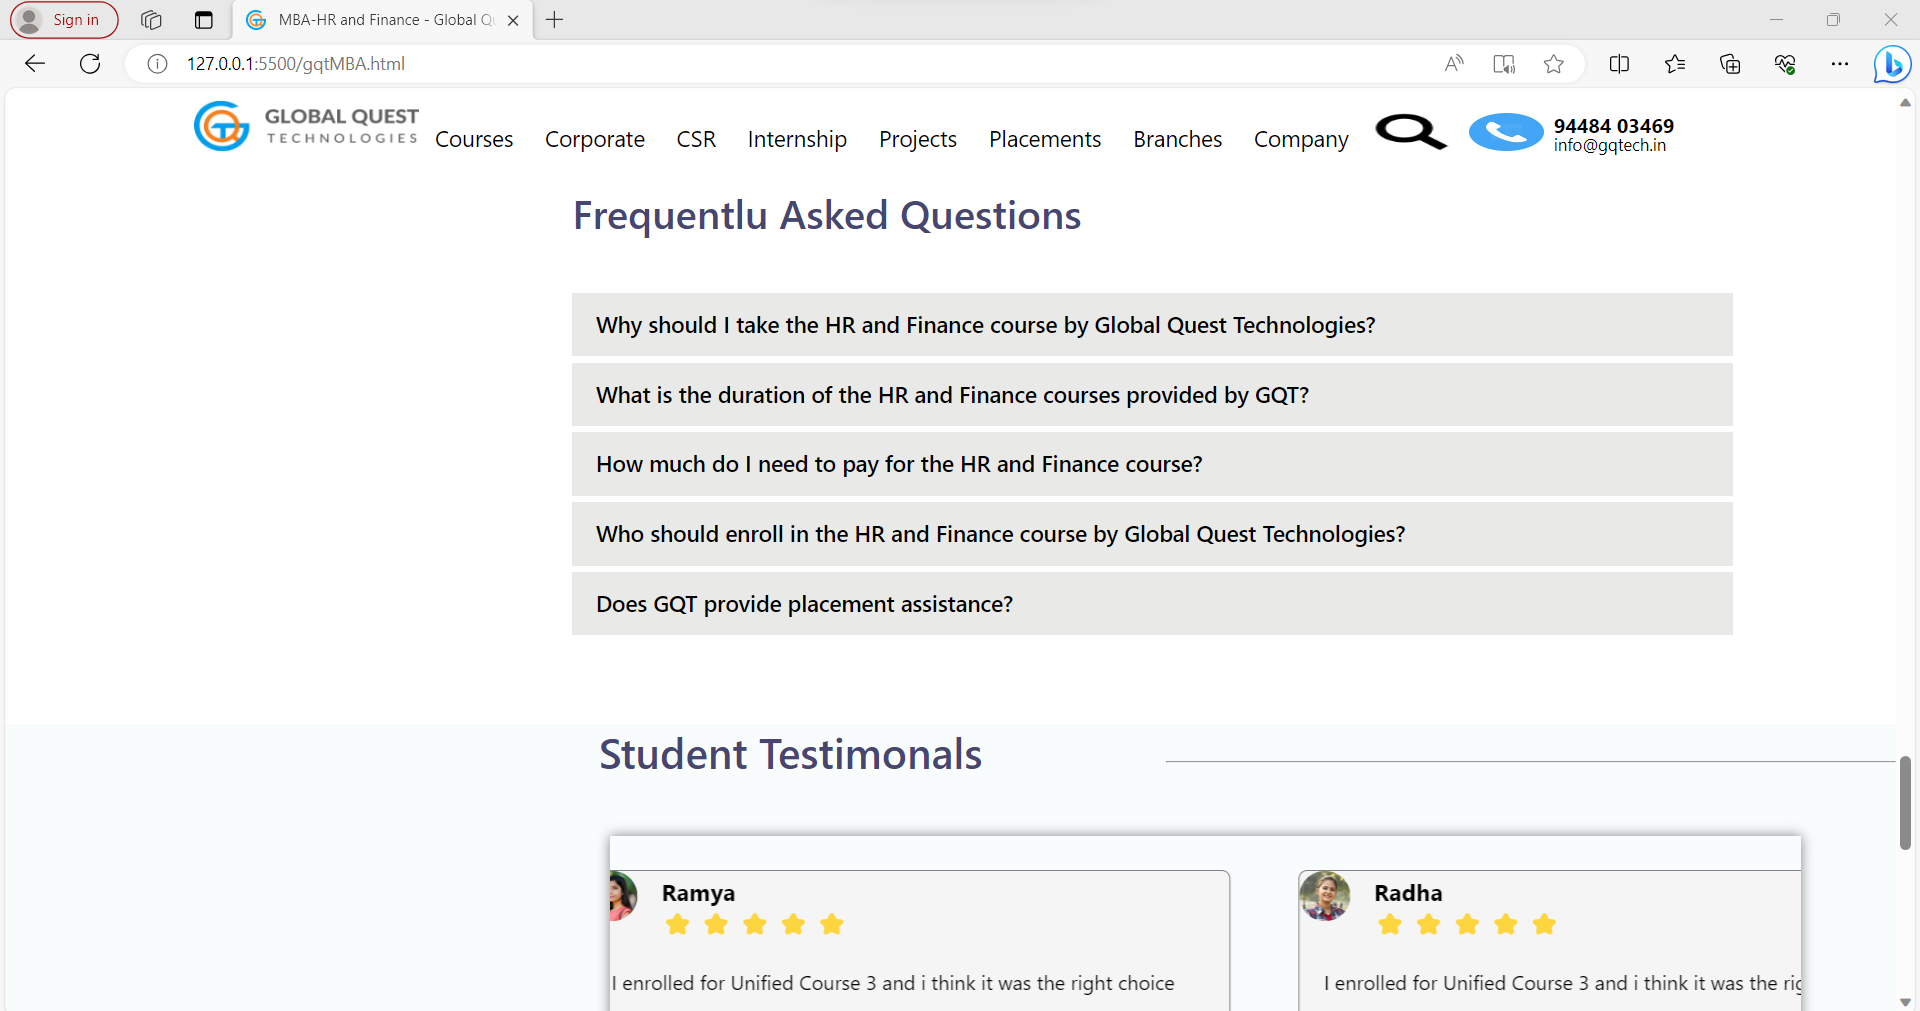 Sign in
MBA-HR and Finance - Global Qu
127.0.0.1:5500/gqtMBA.html
GLOBAL QUEST
TECHNOLOGIES
Courses Corporate CSR Internship Projects Placements Branches Company
94484 03469
info@gqtech.in
Frequentlu Asked Questions
Why should I take the HR and Finance course by Global Quest Technologies?
What is the duration of the HR and Finance courses provided by GQT?
How much do I need to pay for the HR and Finance course?
Who should enroll in the HR and Finance course by Global Quest Technologies?
Does GQT provide placement assistance?
Student Testimonals
Ramya
I enrolled for Unified Course 3 and i think it was the right choice
Radha
I enrolled for Unified Course 3 and i think it was the